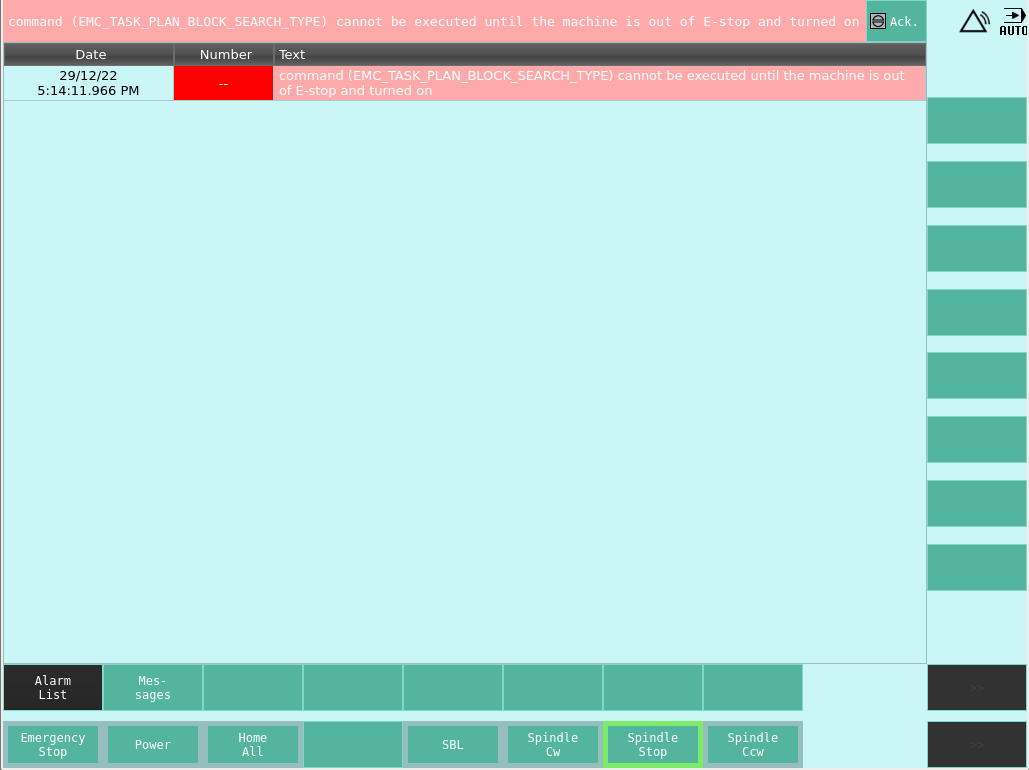 command (EMC_TASK_PLAN_BLOCK_SEARCH_TYPE) cannot be executed until the machine is out of E-stop and turned on
Ack.
AUTO
Date Number Text
29/12/22
5:14:11.966 PM
--
command (EMC_TASK_PLAN_BLOCK_SEARCH_TYPE) cannot be executed until the machine is out
of E-stop and turned on
Alarm
List
Mes-
sages
>>
Emergency
Stop
Power
Home
All
SBL
Spindle
Cw
Spindle
Stop
Spindle
Ccw
>>